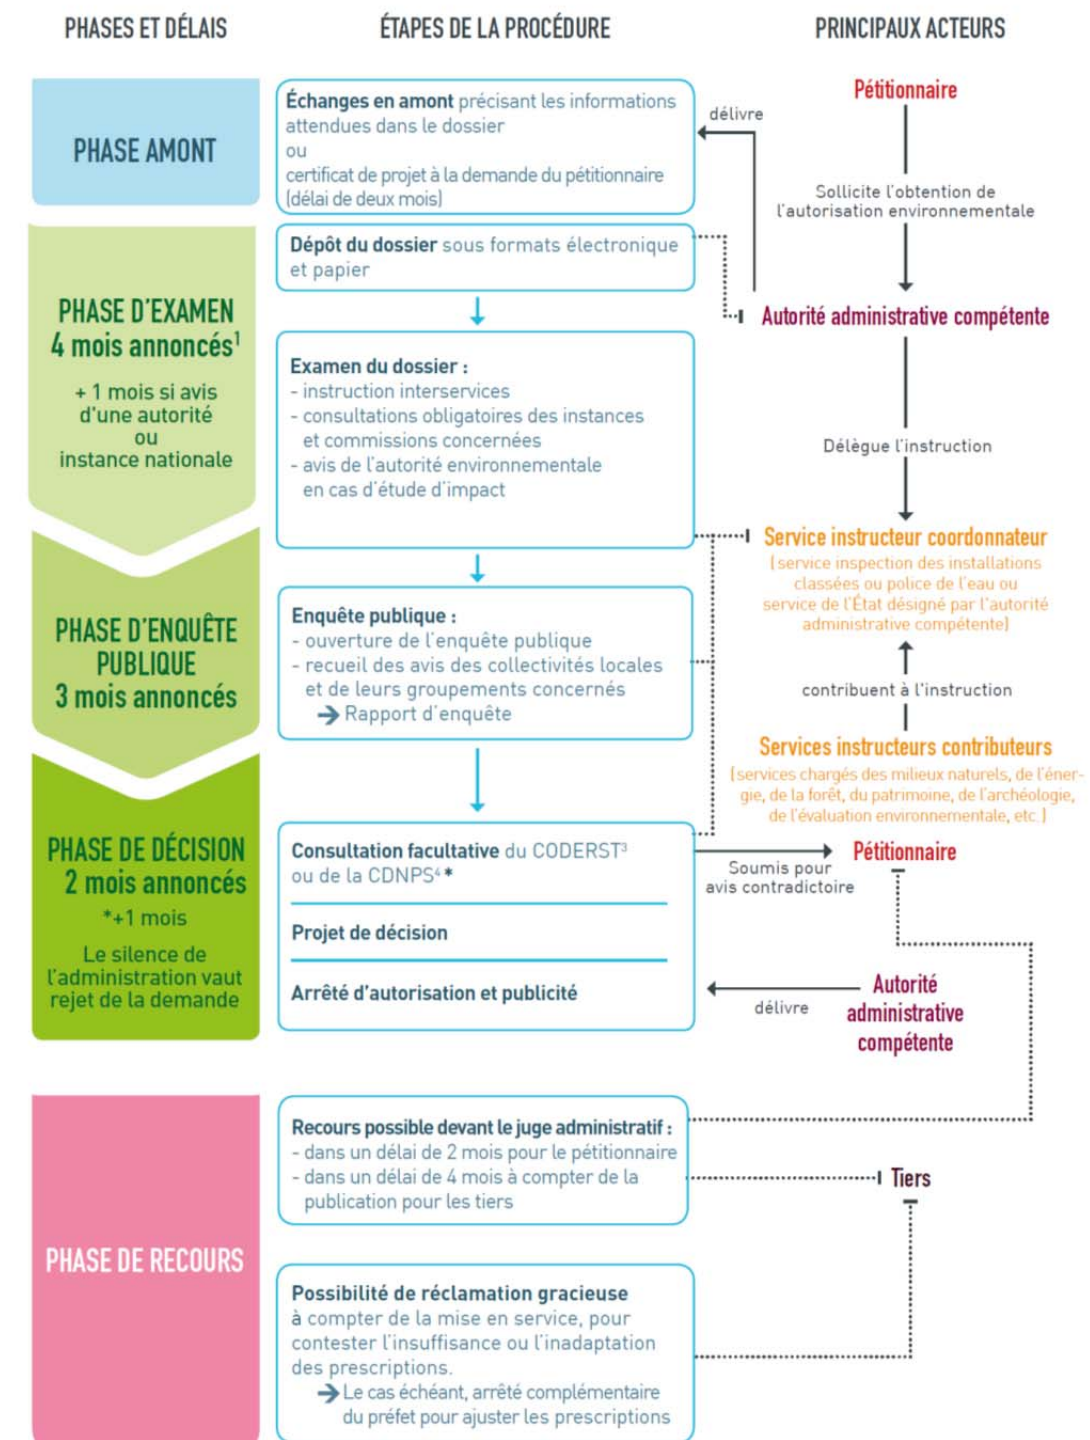 PHASES ET DÉLAIS
ÉTAPES DE LA PROCÉDURE
PRINCIPAUX ACTEURS
PHASE AMONT
Échanges en amont précisant les informations
attendues dans le dossier
ou
certificat de projet à la demande du pétitionnaire
(délai de deux mois)
délivre
Pétitionnaire
Sollicite l'obtention de
l'autorisation environnementale
PHASE D'EXAMEN
4 mois annoncés¹
+ 1 mois si avis
d'une autorité
ou
instance nationale
Dépôt du dossier sous formats électronique
et papier
Autorité administrative compétente
Examen du dossier :
- instruction interservices
- consultations obligatoires des instances
et commissions concernées
- avis de l'autorité environnementale
en cas d'étude d'impact
Délègue l'instruction
Service instructeur coordonnateur
(service inspection des installations
classées ou police de l'eau ou
service de l'État désigné par l'autorité
administrative compétente)
PHASE D'ENQUÊTE
PUBLIQUE
3 mois annoncés
Enquête publique :
- ouverture de l'enquête publique
- recueil des avis des collectivités locales
et de leurs groupements concernés
→ Rapport d'enquête
contribuent à l'instruction
Services instructeurs contributeurs
(services chargés des milieux naturels, de l'éner-
gie, de la forêt, du patrimoine, de l'archéologie,
de l'évaluation environnementale, etc.)
PHASE DE DÉCISION
2 mois annoncés
*+1 mois
Le silence de
l'administration vaut
rejet de la demande
Consultation facultative du CODERST³
ou de la CDNPS⁴ *
Projet de décision
Arrêté d'autorisation et publicité
Soumis pour
avis contradictoire
Pétitionnaire
délivre
Autorité
administrative
compétente
PHASE DE RECOURS
Recours possible devant le juge administratif :
- dans un délai de 2 mois pour le pétitionnaire
- dans un délai de 4 mois à compter de la
publication pour les tiers
Tiers
Possibilité de réclamation gracieuse
à compter de la mise en service, pour
contester l'insuffisance ou l'inadaptation
des prescriptions.
→ Le cas échéant, arrêté complémentaire
du préfet pour ajuster les prescriptions